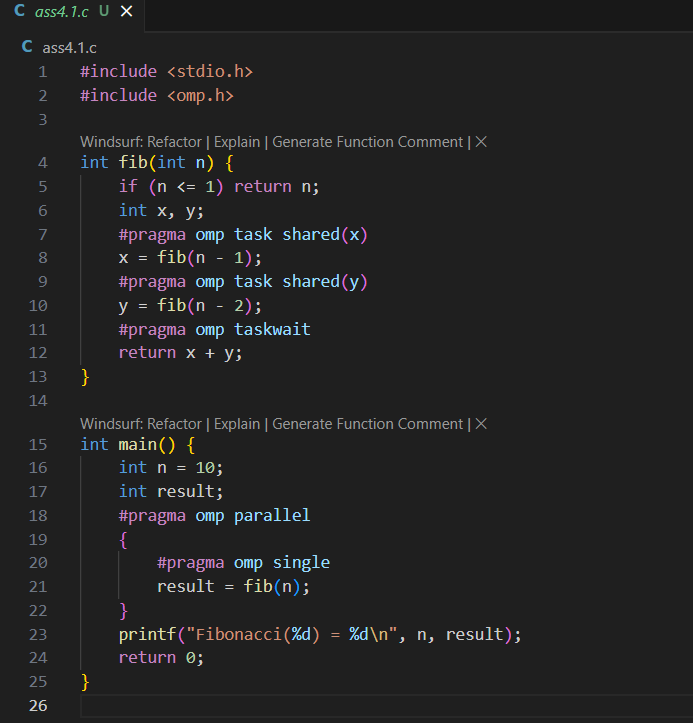 C ass4.1.c U ×
C ass4.1.c
1 #include <stdio.h>
2 #include <omp.h>
3
Windsurf: Refactor | Explain | Generate Function Comment | ×
4 int fib(int n) {
5     if (n <= 1) return n;
6     int x, y;
7     #pragma omp task shared(x)
8     x = fib(n - 1);
9     #pragma omp task shared(y)
10     y = fib(n - 2);
11     #pragma omp taskwait
12     return x + y;
13 }
14
Windsurf: Refactor | Explain | Generate Function Comment | ×
15 int main() {
16     int n = 10;
17     int result;
18     #pragma omp parallel
19     {
20         #pragma omp single
21         result = fib(n);
22     }
23     printf("Fibonacci(%d) = %d\n", n, result);
24     return 0;
25 }
26